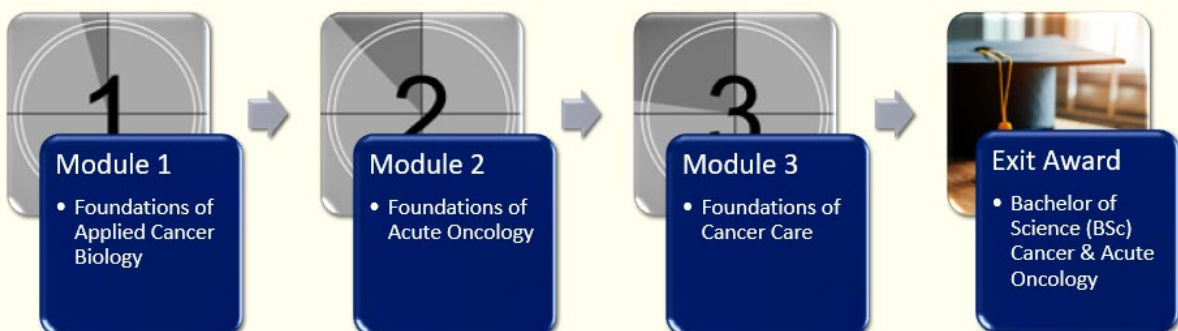 1
Module 1
• Foundations of
Applied Cancer
Biology
2
Module 2
• Foundations of
Acute Oncology
3
Module 3
• Foundations of
Cancer Care
Exit Award
• Bachelor of
Science (BSc)
Cancer & Acute
Oncology